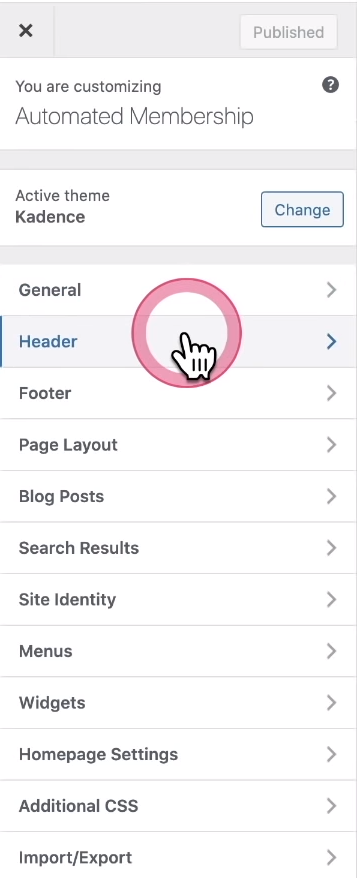 Published
You are customizing
Automated Membership
Active theme
Kadence
Change
General
Header
Footer
Page Layout
Blog Posts
Search Results
Site Identity
Menus
Widgets
Homepage Settings
Additional CSS
Import/Export